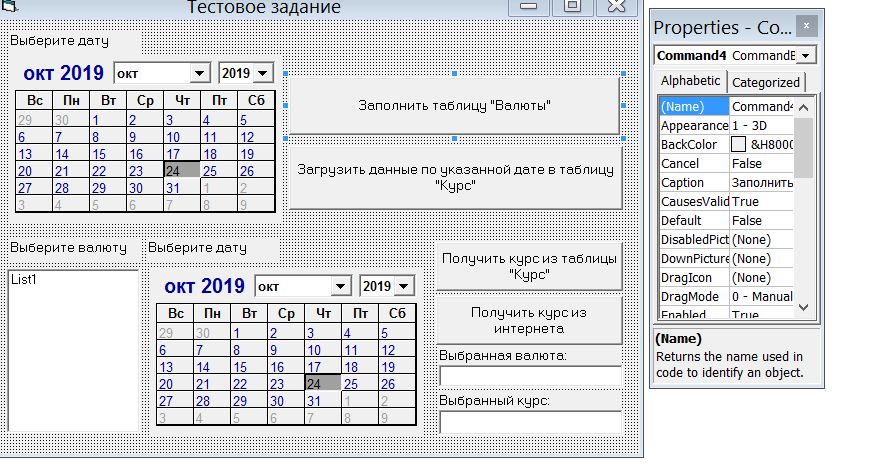 Тестовое задание
Выберите дату
окт 2019 окт 2019
Вс Пн Вт Ср Чт Пт Сб
29 30 1 2 3 4 5
6 7 8 9 10 11 12
13 14 15 16 17 18 19
20 21 22 23 24 25 26
27 28 29 30 31 1 2
3 4 5 6 7 8 9
Заполнить таблицу "Валюты"
Загрузить данные по указанной дате в таблицу
"Курс"
Выберите валюту
List1
Выберите дату
окт 2019 окт 2019
Вс Пн Вт Ср Чт Пт Сб
29 30 1 2 3 4 5
6 7 8 9 10 11 12
13 14 15 16 17 18 19
20 21 22 23 24 25 26
27 28 29 30 31 1 2
3 4 5 6 7 8 9
Получить курс из таблицы
"Курс"
Получить курс из
интернета
Выбранная валюта:
Выбранный курс:
Properties - Co...
Command4 CommandB
Alphabetic Categorized
(Name) Command4
Appearance 1 - 3D
BackColor &H8000
Cancel False
Caption Заполнить
CausesValid True
Default False
DisabledPict (None)
DownPicture (None)
DragIcon (None)
DragMode 0 - Manual
Enabled True
(Name)
Returns the name used in
code to identify an object.